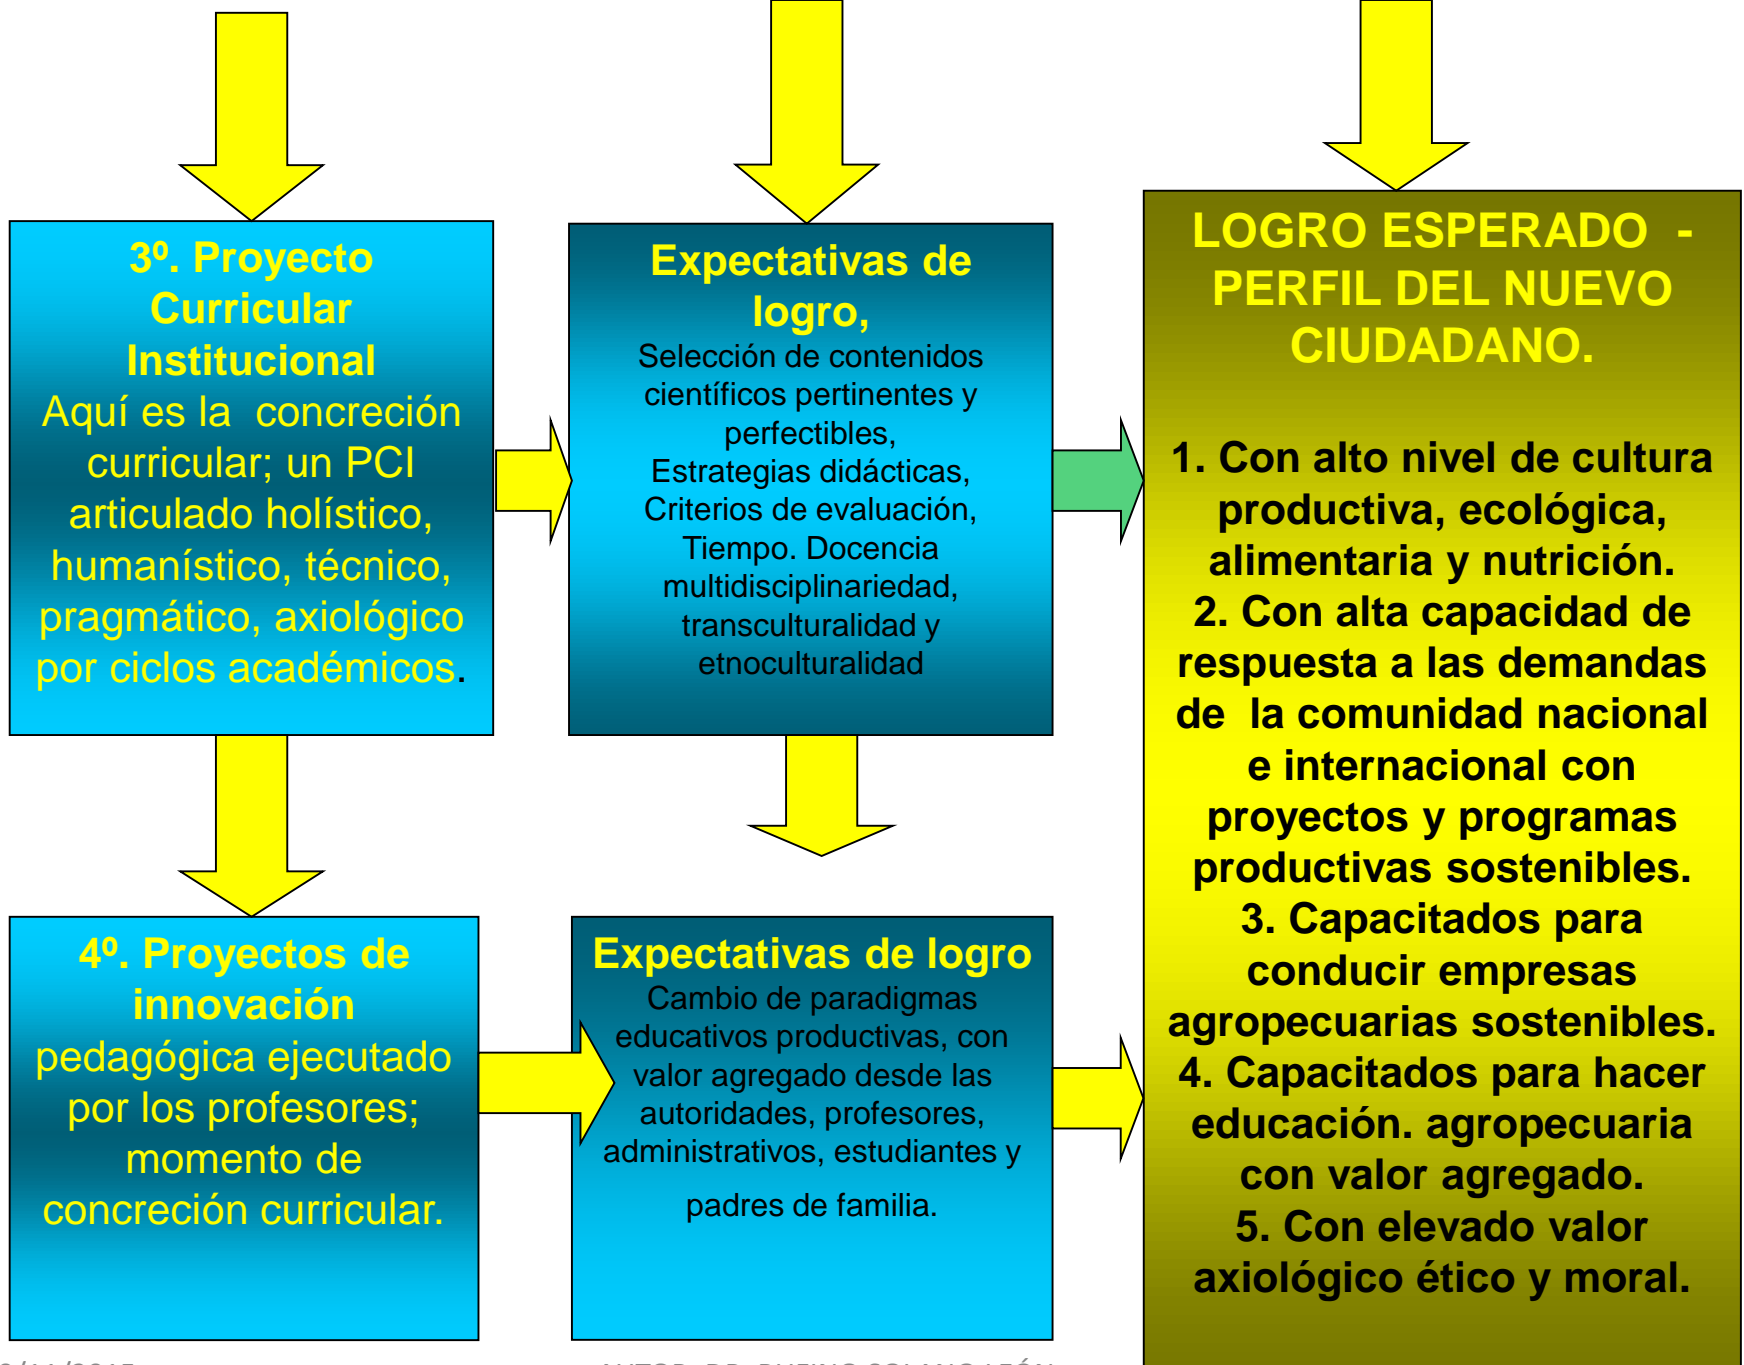 3º. Proyecto
Curricular
Institucional
Aquí es la concreción
curricular; un PCI
articulado holístico,
humanístico, técnico,
pragmático, axiológico
por ciclos académicos.
Expectativas de
logro,
Selección de contenidos
científicos pertinentes y
perfectibles,
Estrategias didácticas,
Criterios de evaluación,
Tiempo. Docencia
multidisciplinariedad,
transculturalidad y
etnoculturalidad
LOGRO ESPERADO -
PERFIL DEL NUEVO
CIUDADANO.
1. Con alto nivel de cultura
productiva, ecológica,
alimentaria y nutrición.
2. Con alta capacidad de
respuesta a las demandas
de la comunidad nacional
e internacional con
proyectos y programas
productivas sostenibles.
3. Capacitados para
conducir empresas
agropecuarias sostenibles.
4. Capacitados para hacer
educación. agropecuaria
con valor agregado.
5. Con elevado valor
axiológico ético y moral.
4º. Proyectos de
innovación
pedagógica ejecutado
por los profesores;
momento de
concreción curricular.
Expectativas de logro
Cambio de paradigmas
educativos productivas, con
valor agregado desde las
autoridades, profesores,
administrativos, estudiantes y
padres de familia.
AUTOR: DR. RUFINO SOLANO LEÓN